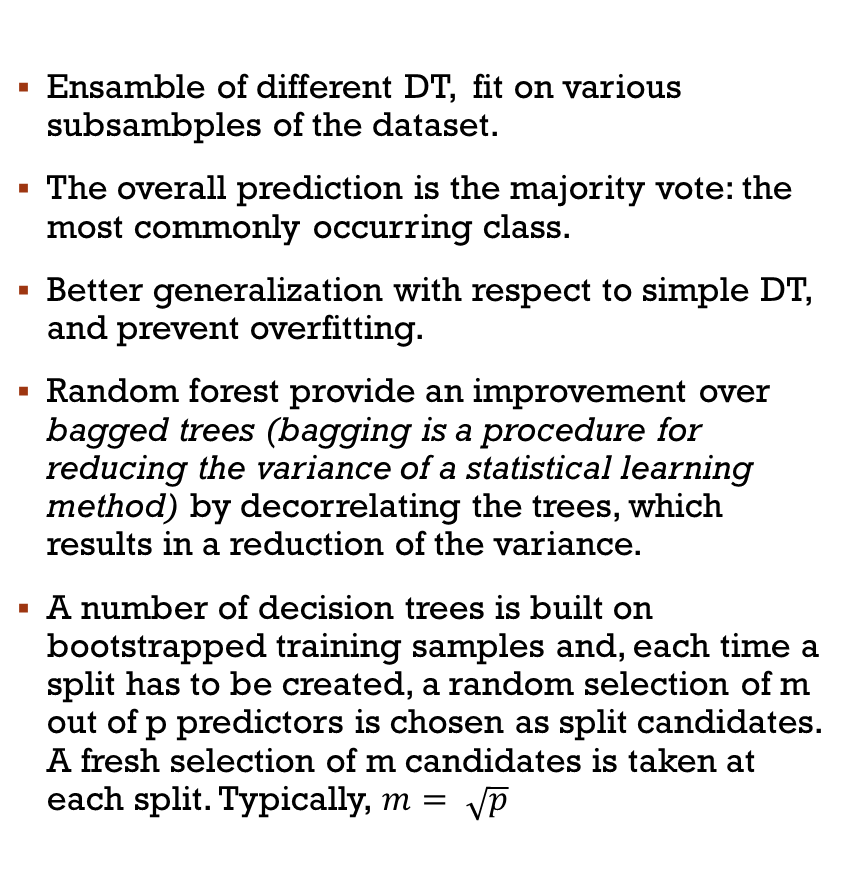 ▪ Ensamble of different DT, fit on various
subsambples of the dataset.
▪ The overall prediction is the majority vote: the
most commonly occurring class.
▪ Better generalization with respect to simple DT,
and prevent overfitting.
▪ Random forest provide an improvement over
bagged trees (bagging is a procedure for
reducing the variance of a statistical learning
method) by decorrelating the trees, which
results in a reduction of the variance.
▪ A number of decision trees is built on
bootstrapped training samples and, each time a
split has to be created, a random selection of m
out of p predictors is chosen as split candidates.
A fresh selection of m candidates is taken at
each split. Typically, m = √p